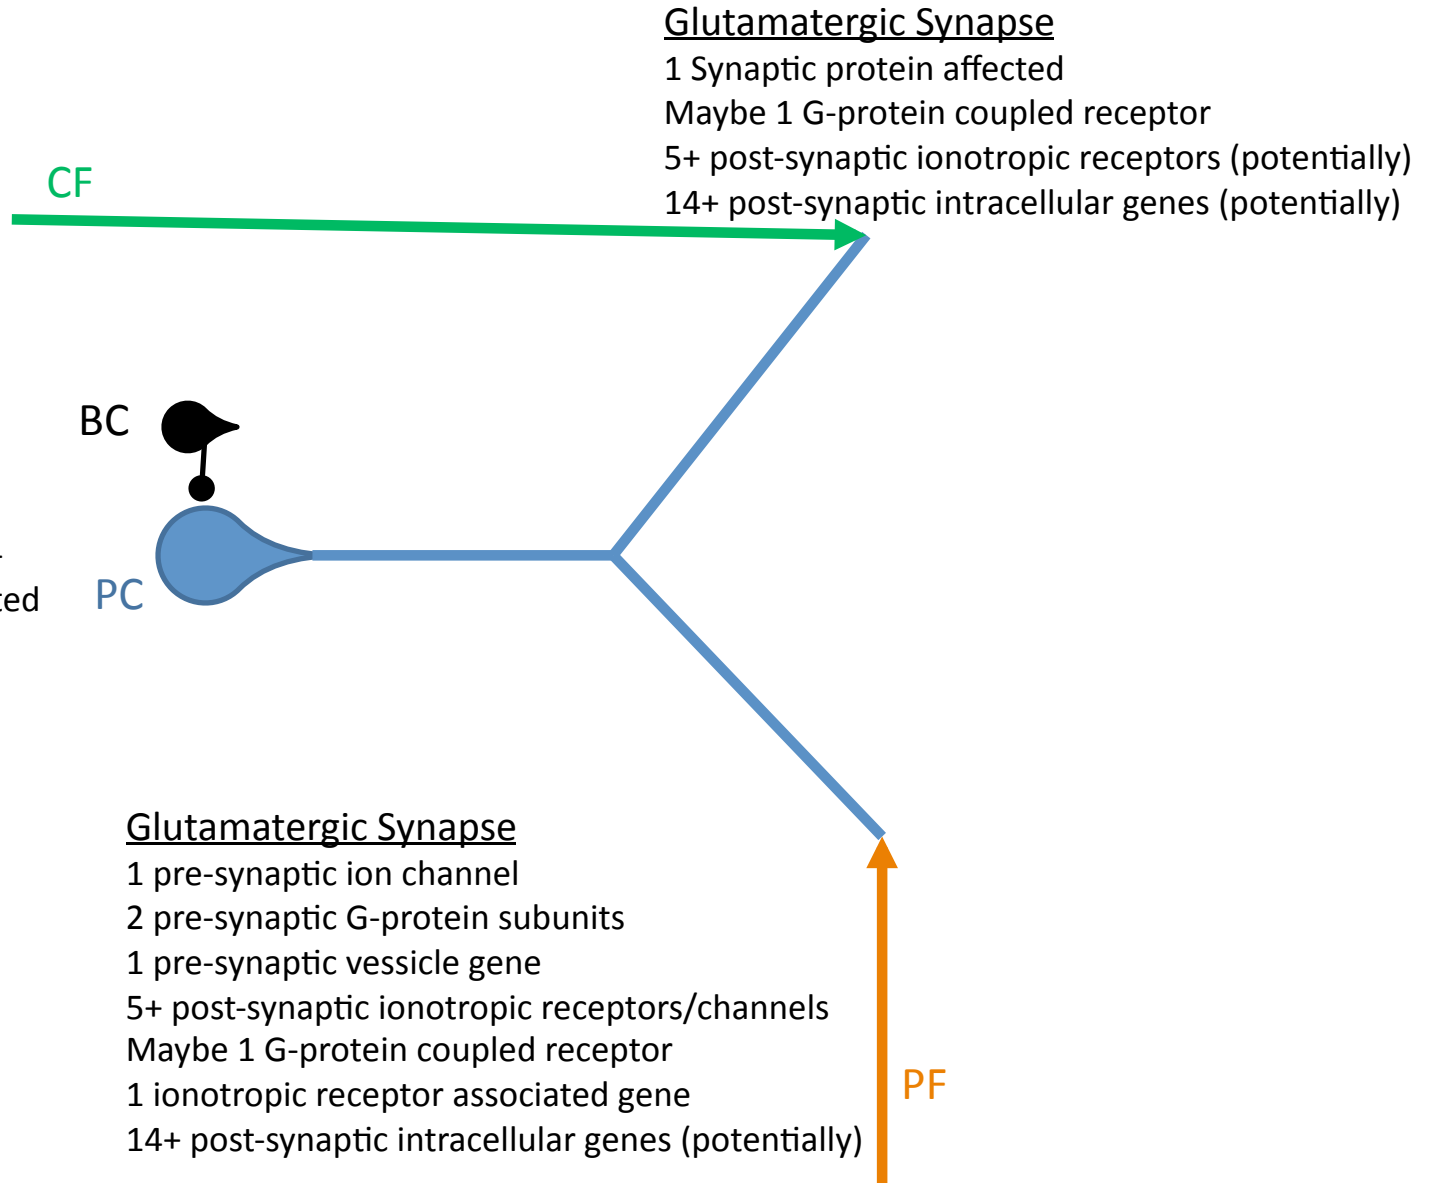 Glutamatergic Synapse
1 Synaptic protein affected
Maybe 1 G-protein coupled receptor
5+ post-synaptic ionotropic receptors (potentially)
14+ post-synaptic intracellular genes (potentially)
CF
BC
PC
Glutamatergic Synapse
1 pre-synaptic ion channel
2 pre-synaptic G-protein subunits
1 pre-synaptic vessicle gene
5+ post-synaptic ionotropic receptors/channels
Maybe 1 G-protein coupled receptor
1 ionotropic receptor associated gene
14+ post-synaptic intracellular genes (potentially)
PF